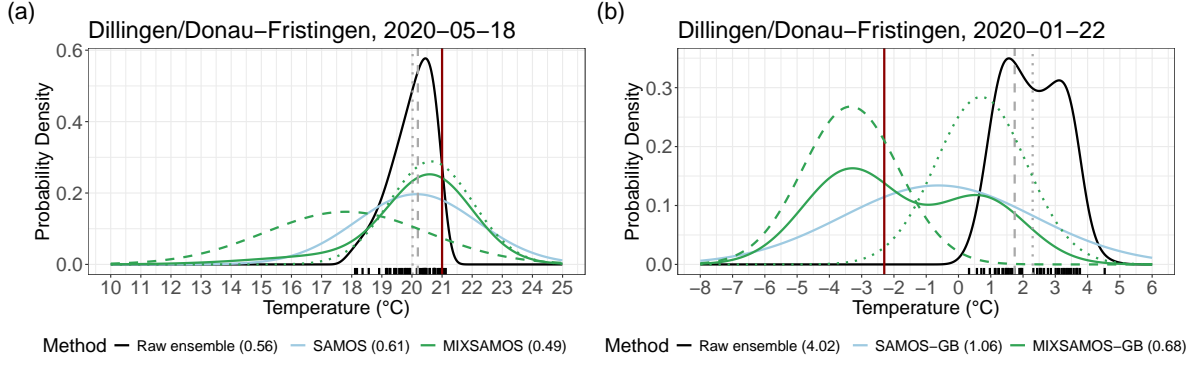 (a)
Dillingen/Donau−Fristingen, 2020−05−18
Probability Density
0.6
0.4
0.2
0.0
10 11 12 13 14 15 16 17 18 19 20 21 22 23 24 25
Temperature (°C)
Method Raw ensemble (0.56) SAMOS (0.61) MIXSAMOS (0.49)
(b)
Dillingen/Donau−Fristingen, 2020−01−22
Probability Density
0.3
0.2
0.1
0.0
−8 −7 −6 −5 −4 −3 −2 −1 0 1 2 3 4 5 6
Temperature (°C)
Method Raw ensemble (4.02) SAMOS−GB (1.06) MIXSAMOS−GB (0.68)